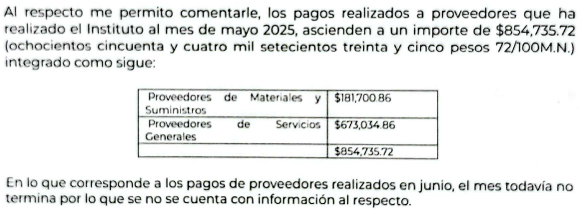 Al respecto me permito comentarle, los pagos realizados a proveedores que ha
realizado el Instituto al mes de mayo 2025, ascienden a un importe de $854,735.72
(ochocientos cincuenta y cuatro mil setecientos treinta y cinco pesos 72/100M.N.)
integrado como sigue:
Proveedores de Materiales y $181,700.86
Suministros
Proveedores de Servicios $673,034.86
Generales
$854,735.72
En lo que corresponde a los pagos de proveedores realizados en junio, el mes todavía no
termina por lo que se no se cuenta con información al respecto.